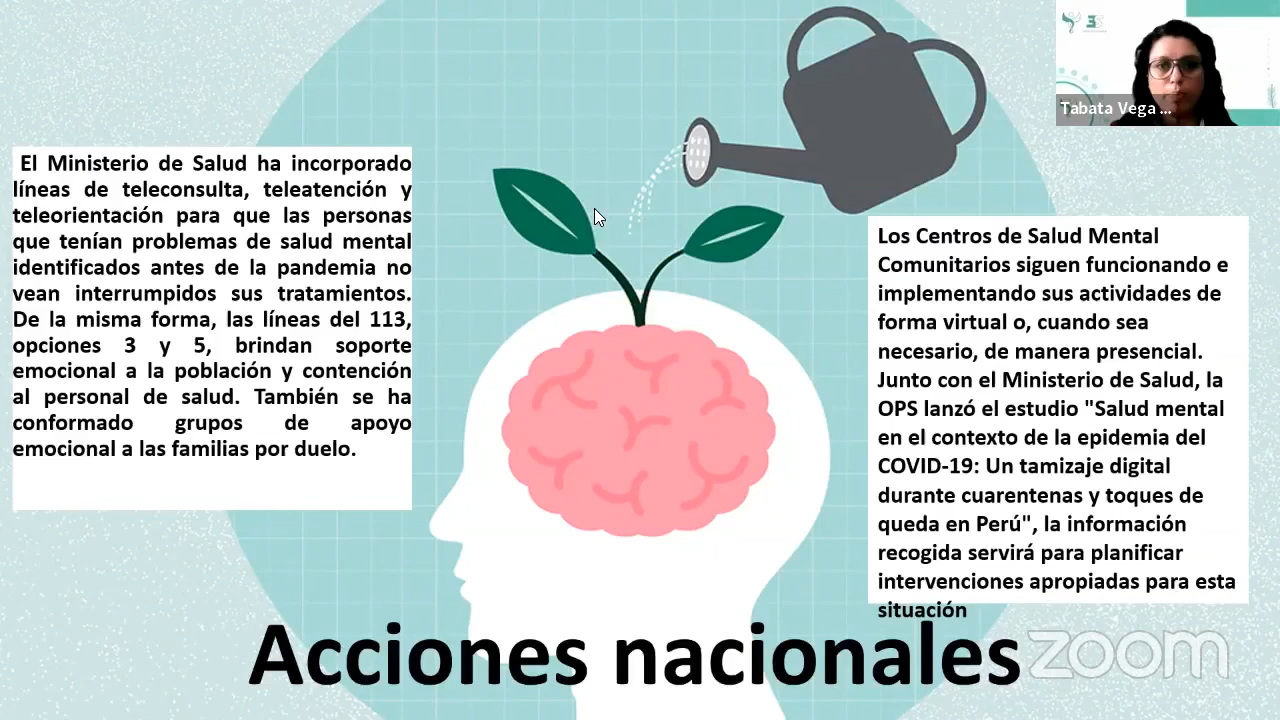 Tabata Vega ...
El Ministerio de Salud ha incorporado
líneas de teleconsulta, teleatención y
teleorientación para que las personas
que tenían problemas de salud mental
identificados antes de la pandemia no
vean interrumpidos sus tratamientos.
De la misma forma, las líneas del 113,
opciones 3 y 5, brindan soporte
emocional a la población y contención
al personal de salud. También se ha
conformado grupos de apoyo
emocional a las familias por duelo.
Los Centros de Salud Mental
Comunitarios siguen funcionando e
implementando sus actividades de
forma virtual o, cuando sea
necesario, de manera presencial.
Junto con el Ministerio de Salud, la
OPS lanzó el estudio "Salud mental
en el contexto de la epidemia del
COVID-19: Un tamizaje digital
durante cuarentenas y toques de
queda en Perú", la información
recogida servirá para planificar
intervenciones apropiadas para esta
situación
Acciones nacionales
zoom